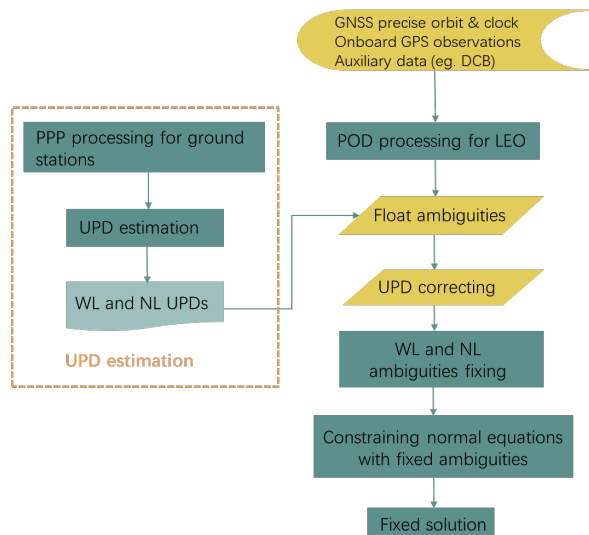 GNSS precise orbit & clock
Onboard GPS observations
Auxiliary data (eg. DCB)
PPP processing for ground
stations
UPD estimation
WL and NL UPDs
UPD estimation
POD processing for LEO
Float ambiguities
UPD correcting
WL and NL
ambiguities fixing
Constraining normal equations
with fixed ambiguities
Fixed solution